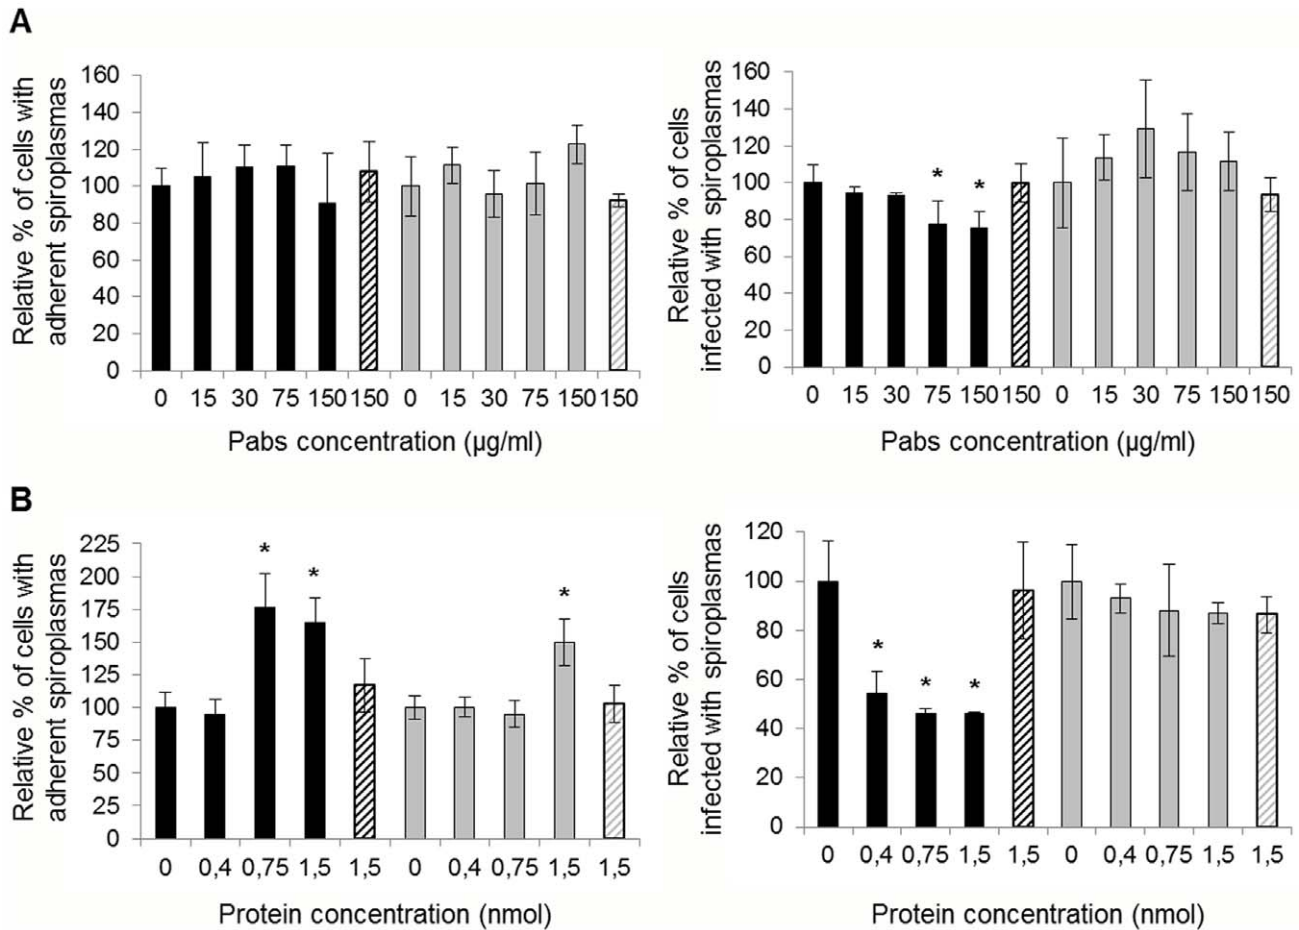 A
Relative % of cells with
adherent spiroplasmas
160
140
120
100
80
60
40
20
0
0 15 30 75 150 150 0 15 30 75 150 150
Pabs concentration (µg/ml)
Relative % of cells
infected with spiroplasmas
160
140
120
100
80
60
40
20
0
* *
0 15 30 75 150 150 0 15 30 75 150 150
Pabs concentration (µg/ml)
B
Relative % of cells with
adherent spiroplasmas
225
200
175
150
125
100
75
50
25
0
* * *
0 0,4 0,75 1,5 1,5 0 0,4 0,75 1,5 1,5
Protein concentration (nmol)
Relative % of cells
infected with spiroplasmas
120
100
80
60
40
20
0
* * *
0 0,4 0,75 1,5 1,5 0 0,4 0,75 1,5 1,5
Protein concentration (nmol)